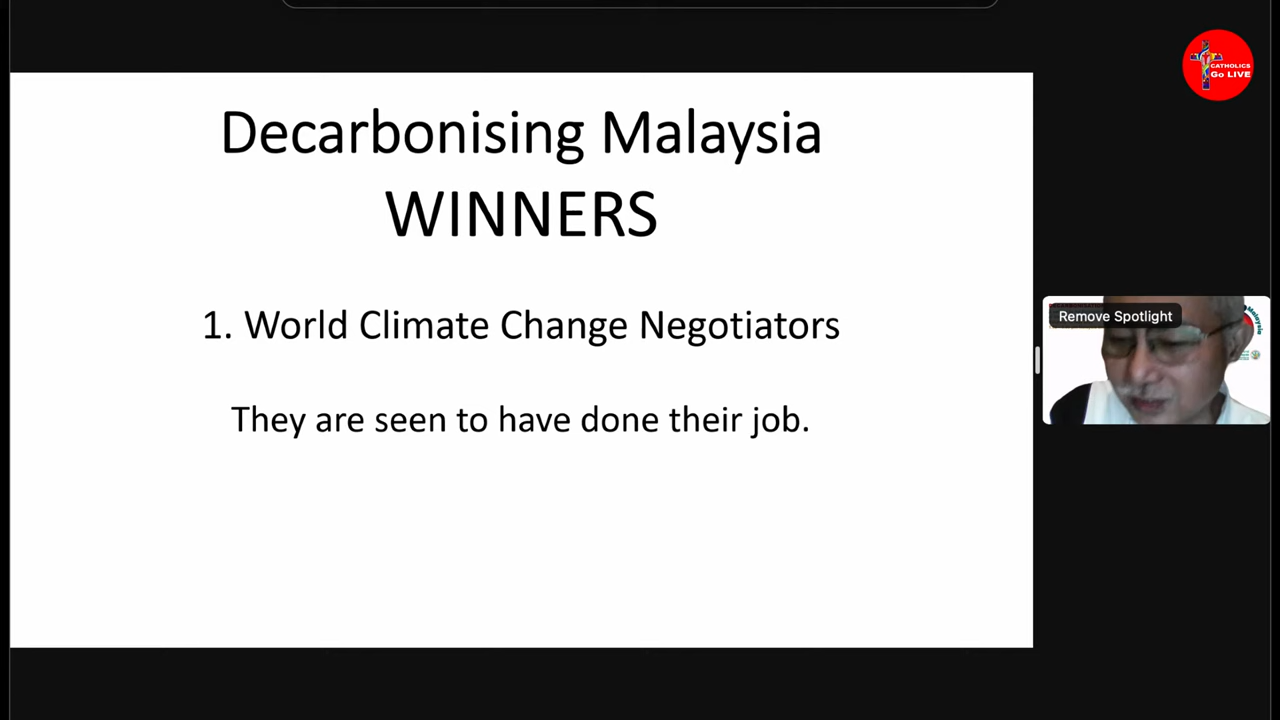 CATHOLICS
Go LIVE
Decarbonising Malaysia
WINNERS
1. World Climate Change Negotiators
They are seen to have done their job.
Remove Spotlight
Malaysia